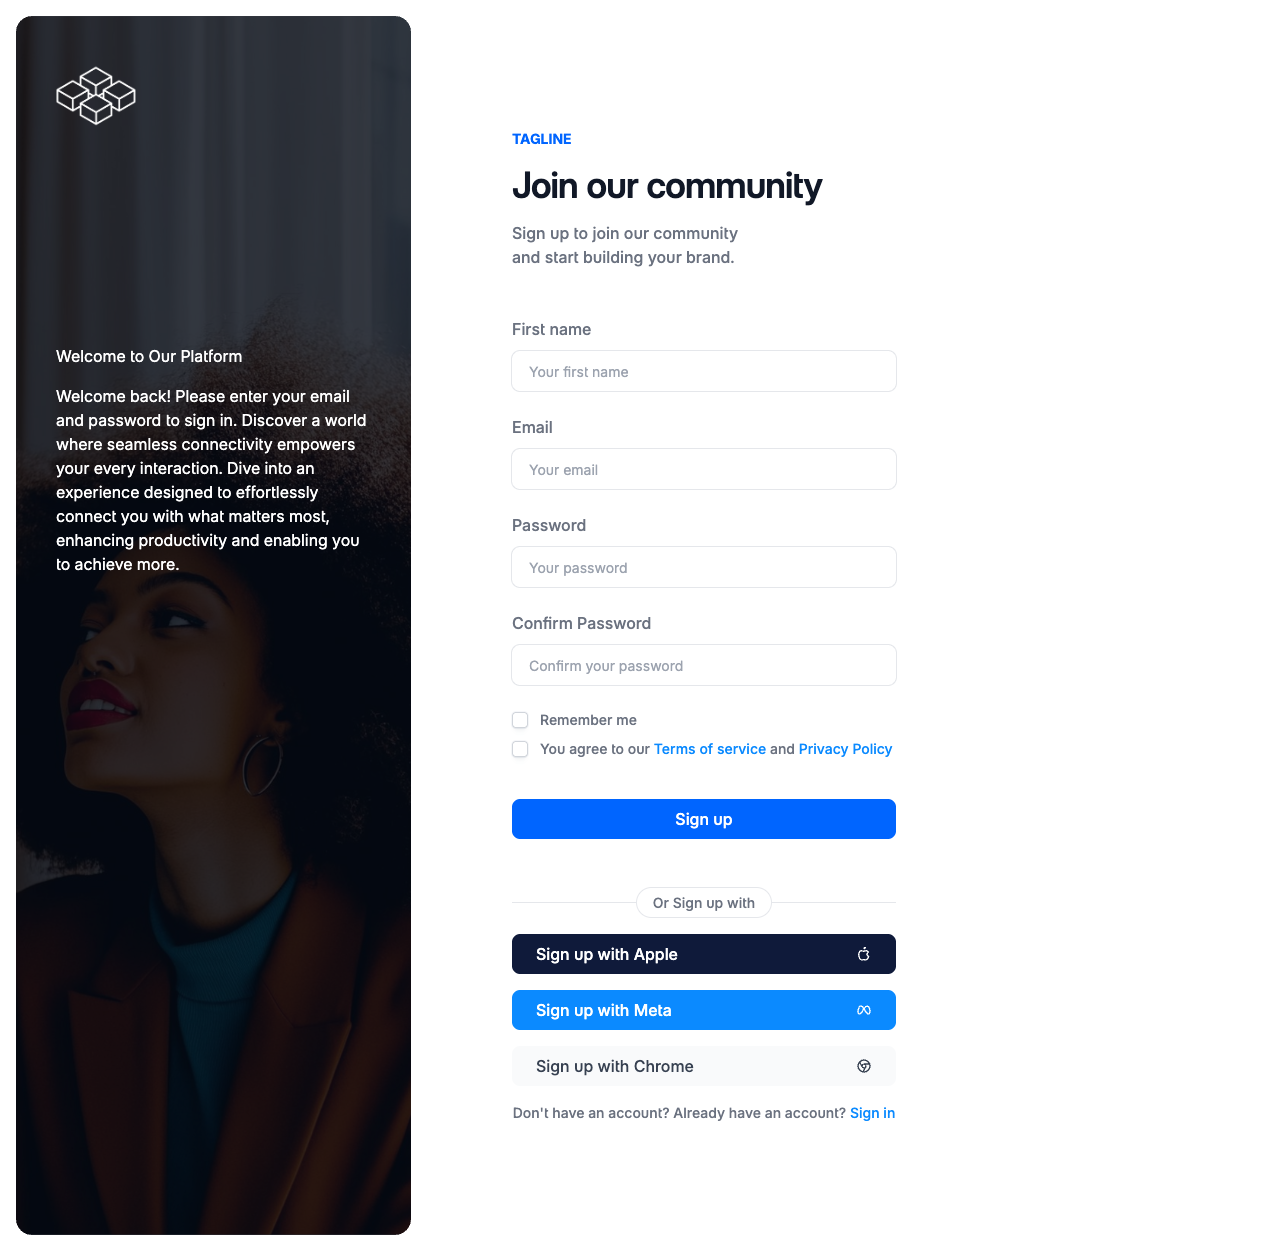 Welcome to Our Platform
Welcome back! Please enter your email
and password to sign in. Discover a world
where seamless connectivity empowers
your every interaction. Dive into an
experience designed to effortlessly
connect you with what matters most,
enhancing productivity and enabling you
to achieve more.
TAGLINE
Join our community
Sign up to join our community
and start building your brand.
First name
Your first name
Email
Your email
Password
Your password
Confirm Password
Confirm your password
Remember me
You agree to our Terms of service and Privacy Policy
Sign up
Or Sign up with
Sign up with Apple
Sign up with Meta
Sign up with Chrome
Don't have an account? Already have an account? Sign in